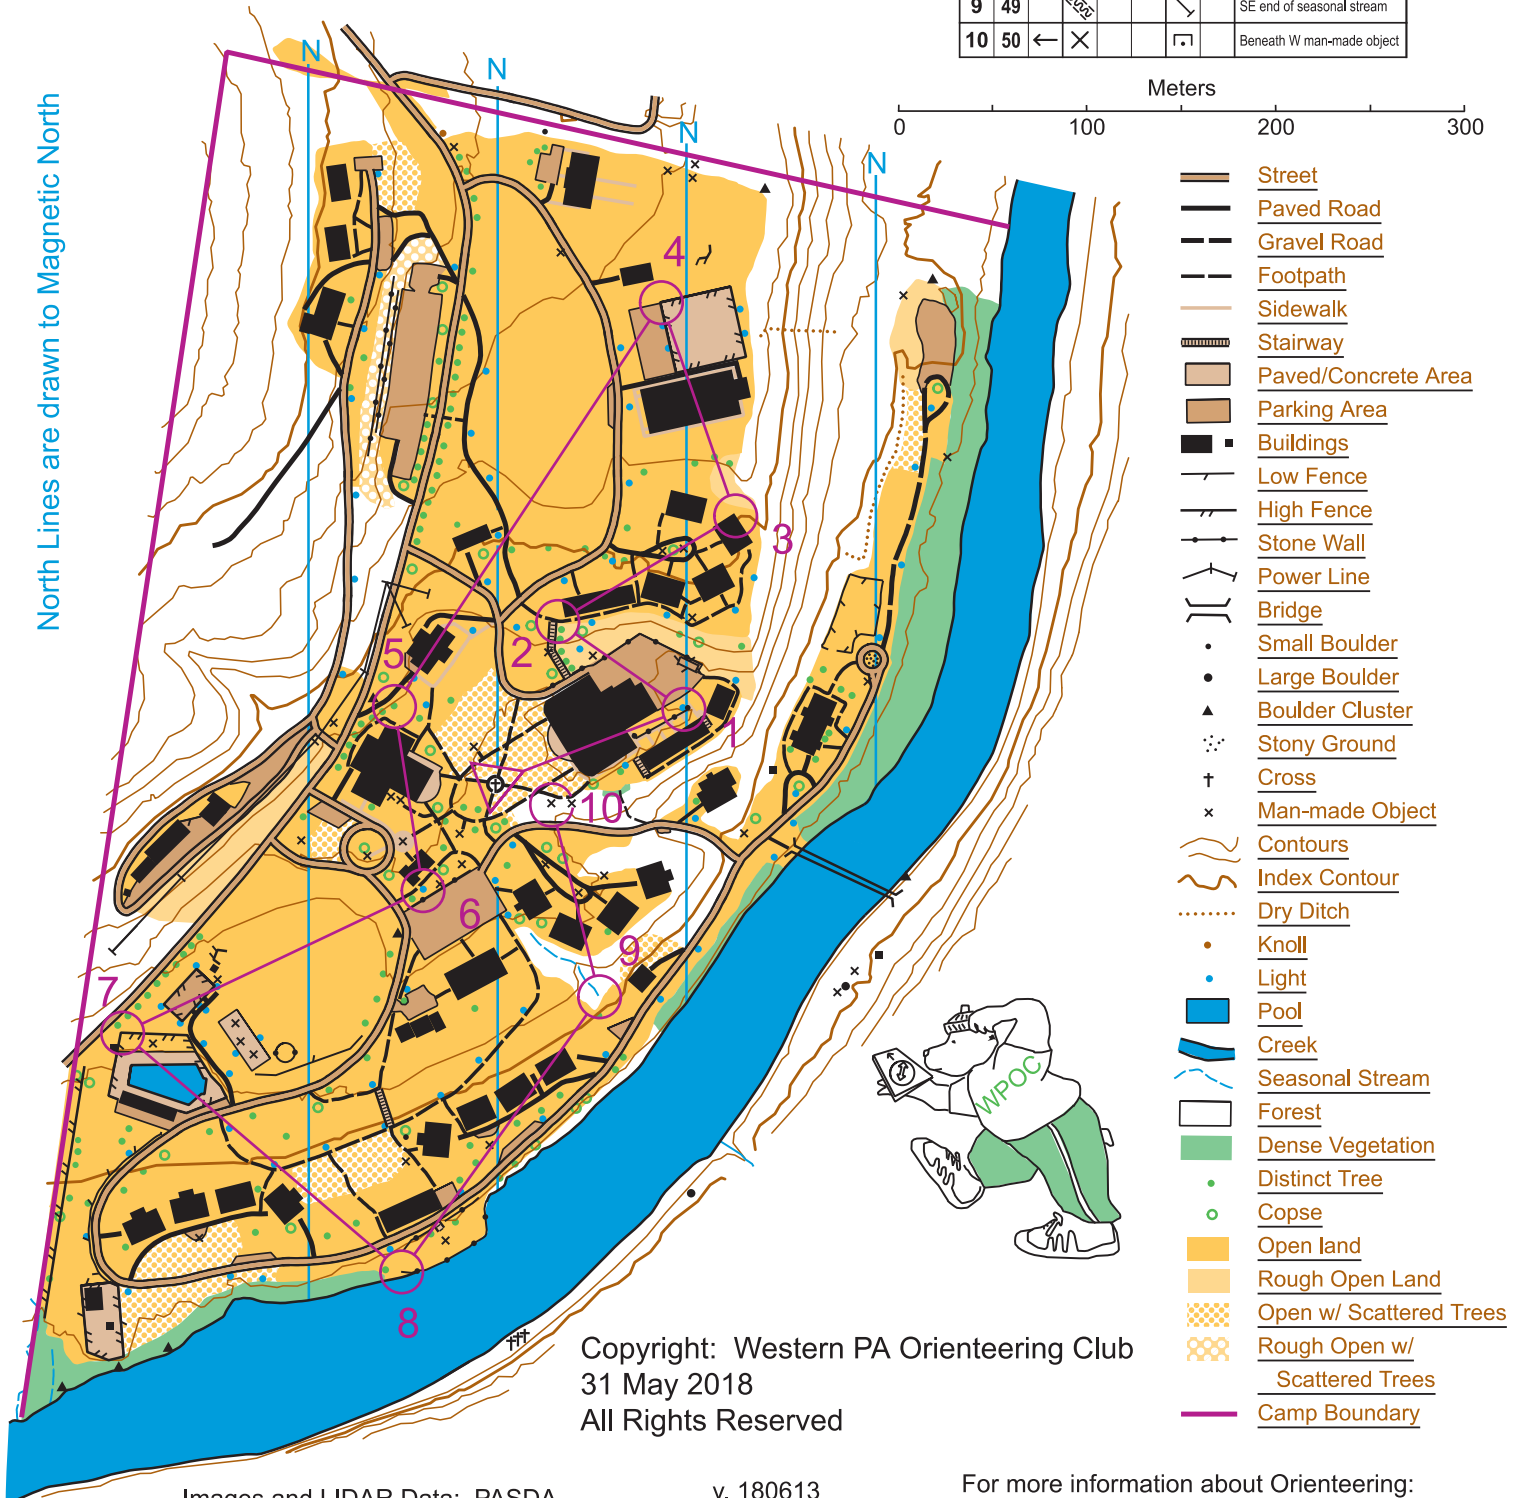 9 49 SE end of seasonal stream
10 50 Beneath W man-made object
Meters
0 100 200 300
North Lines are drawn to Magnetic North
N
N
N
N
Street
Paved Road
Gravel Road
Footpath
Sidewalk
Stairway
Paved/Concrete Area
Parking Area
Buildings
Low Fence
High Fence
Stone Wall
Power Line
Bridge
Small Boulder
Large Boulder
Boulder Cluster
Stony Ground
Cross
Man-made Object
Contours
Index Contour
Dry Ditch
Knoll
Light
Pool
Creek
Seasonal Stream
Forest
Dense Vegetation
Distinct Tree
Copse
Open land
Rough Open Land
Open w/ Scattered Trees
Rough Open w/
Scattered Trees
Camp Boundary
4
3
2
5
1
10
6
9
7
8
WPOC
Copyright: Western PA Orienteering Club
31 May 2018
All Rights Reserved
Images and LIDAR Data: PASDA
v. 180613
For more information about Orienteering: